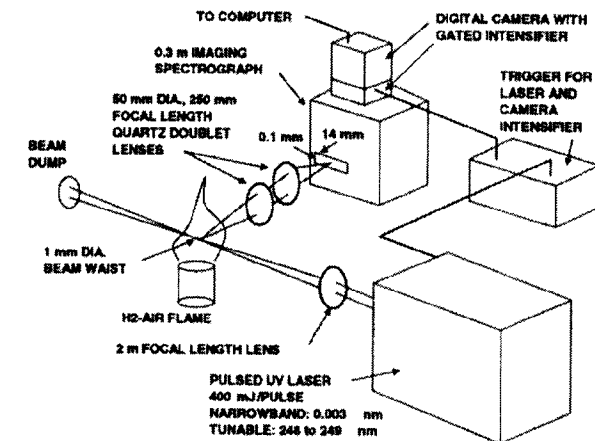 TO COMPUTER
DIGITAL CAMERA WITH
GATED INTENSIFIER
0.3 m IMAGING
SPECTROGRAPH
TRIGGER FOR
LASER AND
CAMERA
INTENSIFIER
50 mm DIA., 250 mm
FOCAL LENGTH
QUARTZ DOUBLET
LENSES
0.1 mm
14 mm
BEAM
DUMP
1 mm DIA.
BEAM WAIST
H2-AIR FLAME
2 m FOCAL LENGTH LENS
PULSED UV LASER
400 mJ/PULSE
NARROWBAND: 0.003 nm
TUNABLE: 248 to 249 nm